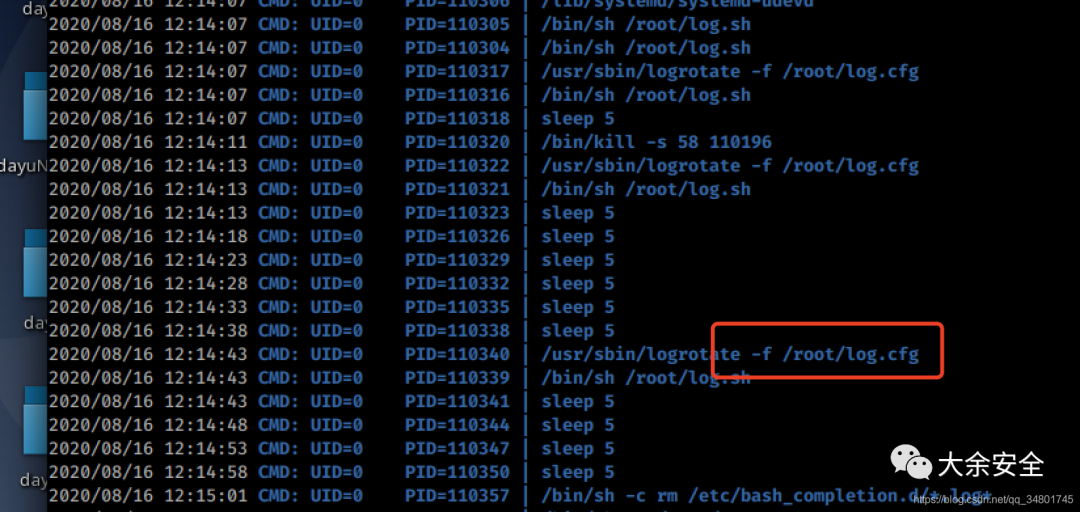 2020/08/16 12:14:07 CMD: UID=0 PID=110306 | /lib/systemd/systemd-udevd
2020/08/16 12:14:07 CMD: UID=0 PID=110305 | /bin/sh /root/log.sh
2020/08/16 12:14:07 CMD: UID=0 PID=110304 | /bin/sh /root/log.sh
2020/08/16 12:14:07 CMD: UID=0 PID=110317 | /usr/sbin/logrotate -f /root/log.cfg
2020/08/16 12:14:07 CMD: UID=0 PID=110316 | /bin/sh /root/log.sh
2020/08/16 12:14:07 CMD: UID=0 PID=110318 | sleep 5
2020/08/16 12:14:11 CMD: UID=0 PID=110320 | /bin/kill -s 58 110196
2020/08/16 12:14:13 CMD: UID=0 PID=110322 | /usr/sbin/logrotate -f /root/log.cfg
2020/08/16 12:14:13 CMD: UID=0 PID=110321 | /bin/sh /root/log.sh
2020/08/16 12:14:13 CMD: UID=0 PID=110323 | sleep 5
2020/08/16 12:14:18 CMD: UID=0 PID=110326 | sleep 5
2020/08/16 12:14:23 CMD: UID=0 PID=110329 | sleep 5
2020/08/16 12:14:28 CMD: UID=0 PID=110332 | sleep 5
2020/08/16 12:14:33 CMD: UID=0 PID=110335 | sleep 5
2020/08/16 12:14:38 CMD: UID=0 PID=110338 | sleep 5
2020/08/16 12:14:43 CMD: UID=0 PID=110340 | /usr/sbin/logrotate -f /root/log.cfg
2020/08/16 12:14:43 CMD: UID=0 PID=110339 | /bin/sh /root/log.sh
2020/08/16 12:14:43 CMD: UID=0 PID=110341 | sleep 5
2020/08/16 12:14:48 CMD: UID=0 PID=110344 | sleep 5
2020/08/16 12:14:53 CMD: UID=0 PID=110347 | sleep 5
2020/08/16 12:14:58 CMD: UID=0 PID=110350 | sleep 5
2020/08/16 12:15:01 CMD: UID=0 PID=110357 | /bin/sh -c rm /etc/bash_completion.d/*.log*
day
dayuN
day
day
大余安全
https://blog.csdn.net/qq_34801745